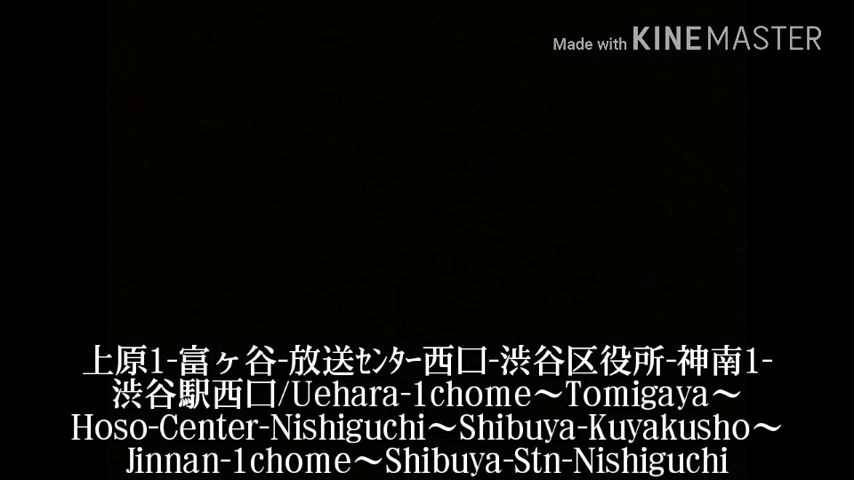 Made with KINEMASTER
上原1-富ヶ谷-放送ｾﾝﾀｰ西口-渋谷区役所-神南1-
渋谷駅西口/Uehara-1chome～Tomigaya～
Hoso-Center-Nishiguchi～Shibuya-Kuyakusho～
Jinnan-1chome～Shibuya-Stn-Nishiguchi